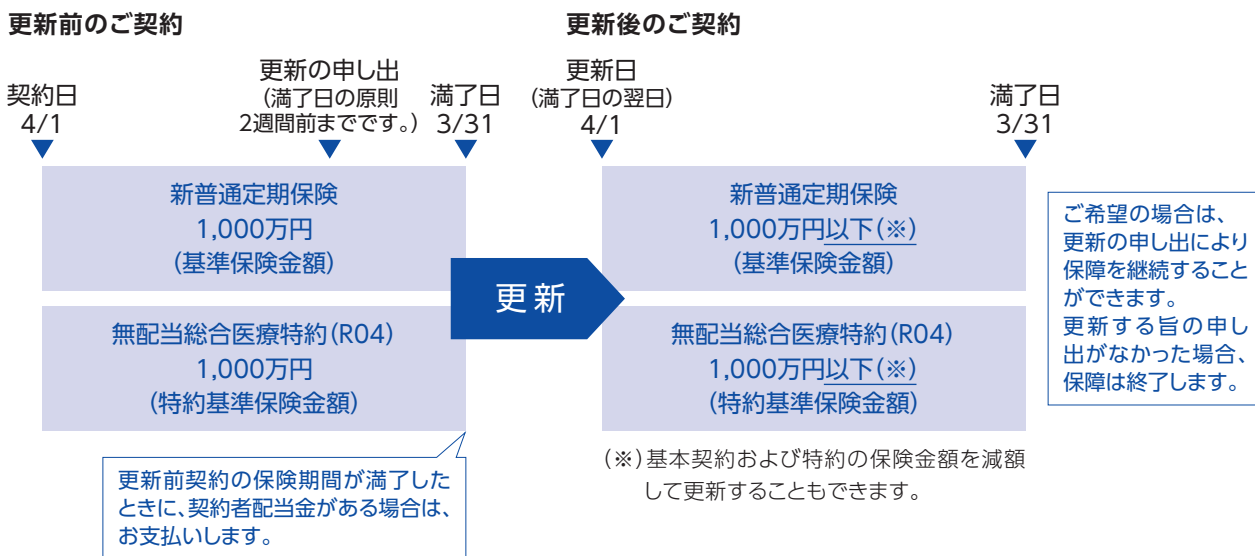 更新前のご契約
契約日
4/1
更新の申し出
(満了日の原則
2週間前までです。)
満了日
3/31
新普通定期保険
1,000万円
(基準保険金額)
無配当総合医療特約(R04)
1,000万円
(特約基準保険金額)
更新前契約の保険期間が満了した
ときに、契約者配当金がある場合は、
お支払いします。
更新
更新後のご契約
更新日
(満了日の翌日)
4/1
満了日
3/31
新普通定期保険
1,000万円以下(※)
(基準保険金額)
無配当総合医療特約(R04)
1,000万円以下(※)
(特約基準保険金額)
(※)基本契約および特約の保険金額を減額
して更新することもできます。
ご希望の場合は、
更新の申し出により
保障を継続すること
ができます。
更新する旨の申し
出がなかった場合、
保障は終了します。